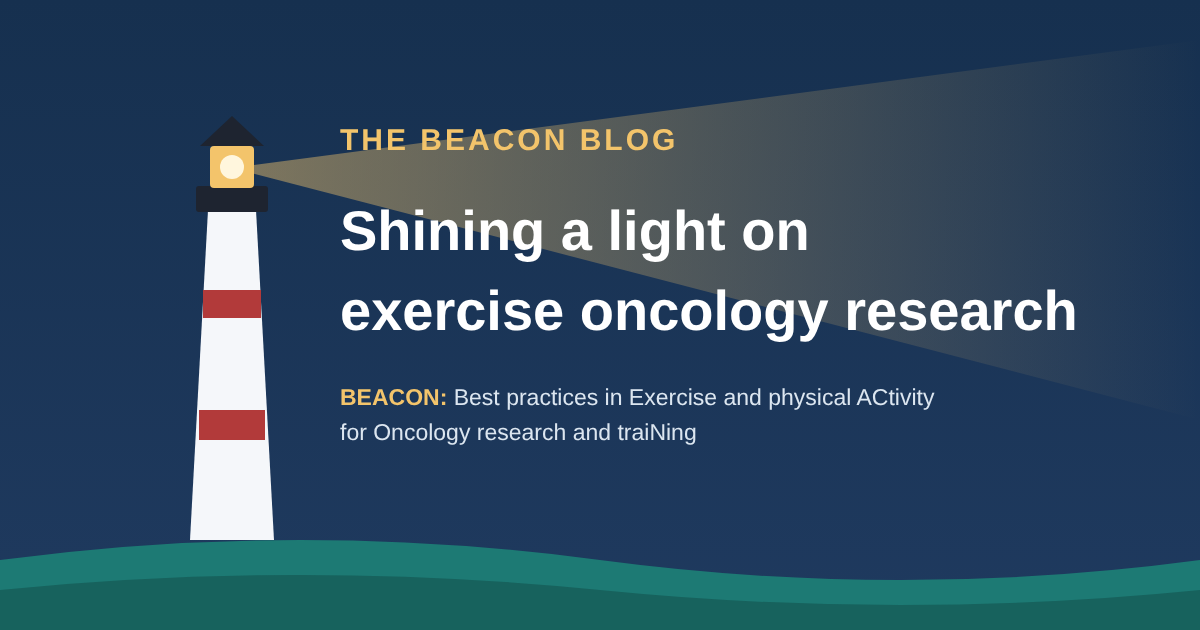 THE BEACON BLOG
Shining a light on
exercise oncology research
BEACON: Best practices in Exercise and physical ACtivity
for Oncology research and traiNing